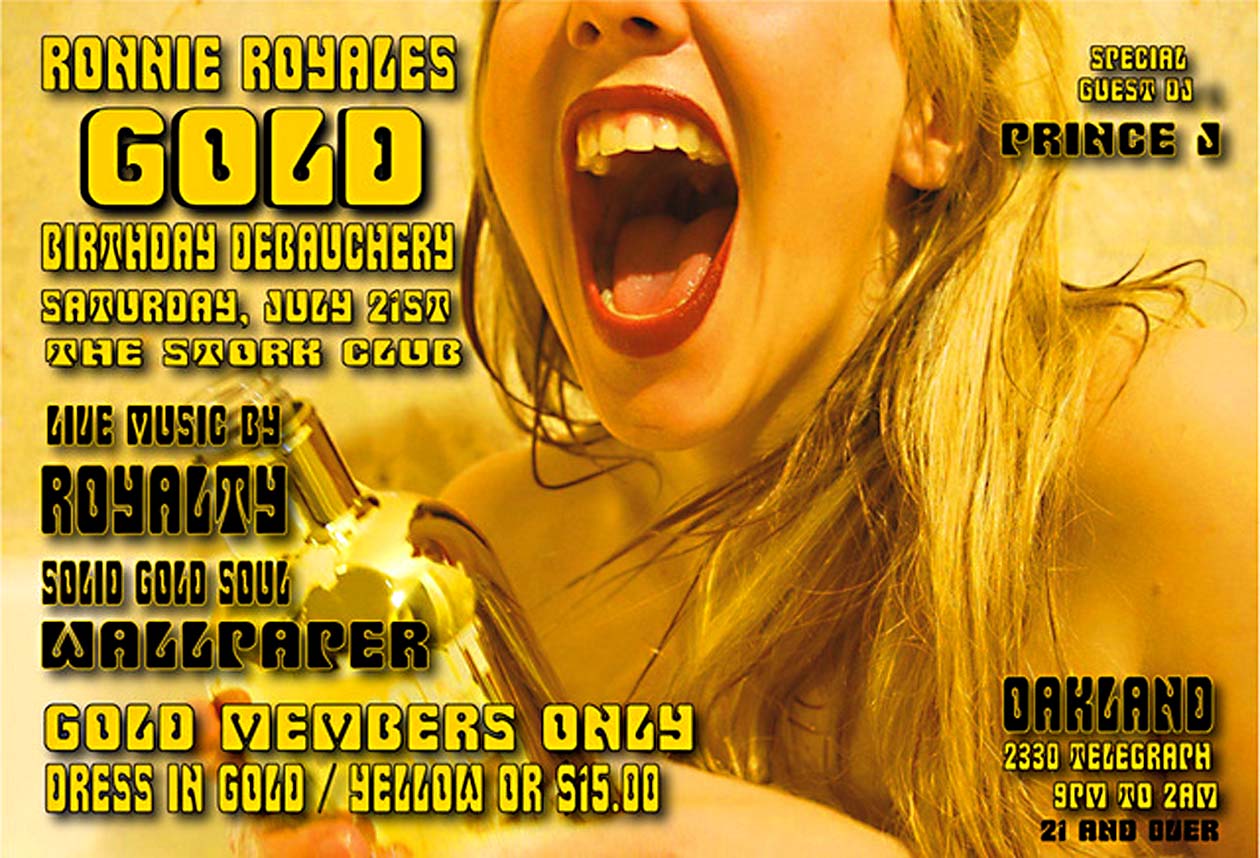 RONNIE ROYALES
GOLD
BIRTHDAY DEBAUCHERY
SATURDAY, JULY 21ST
THE STORK CLUB
LIVE MUSIC BY
ROYALTY
SOLID GOLD SOUL
WALLPAPER
GOLD MEMBERS ONLY
DRESS IN GOLD / YELLOW OR $15.00
SPECIAL
GUEST DJ
PRINCE J
OAKLAND
2330 TELEGRAPH
9PM TO 2AM
21 AND OVER